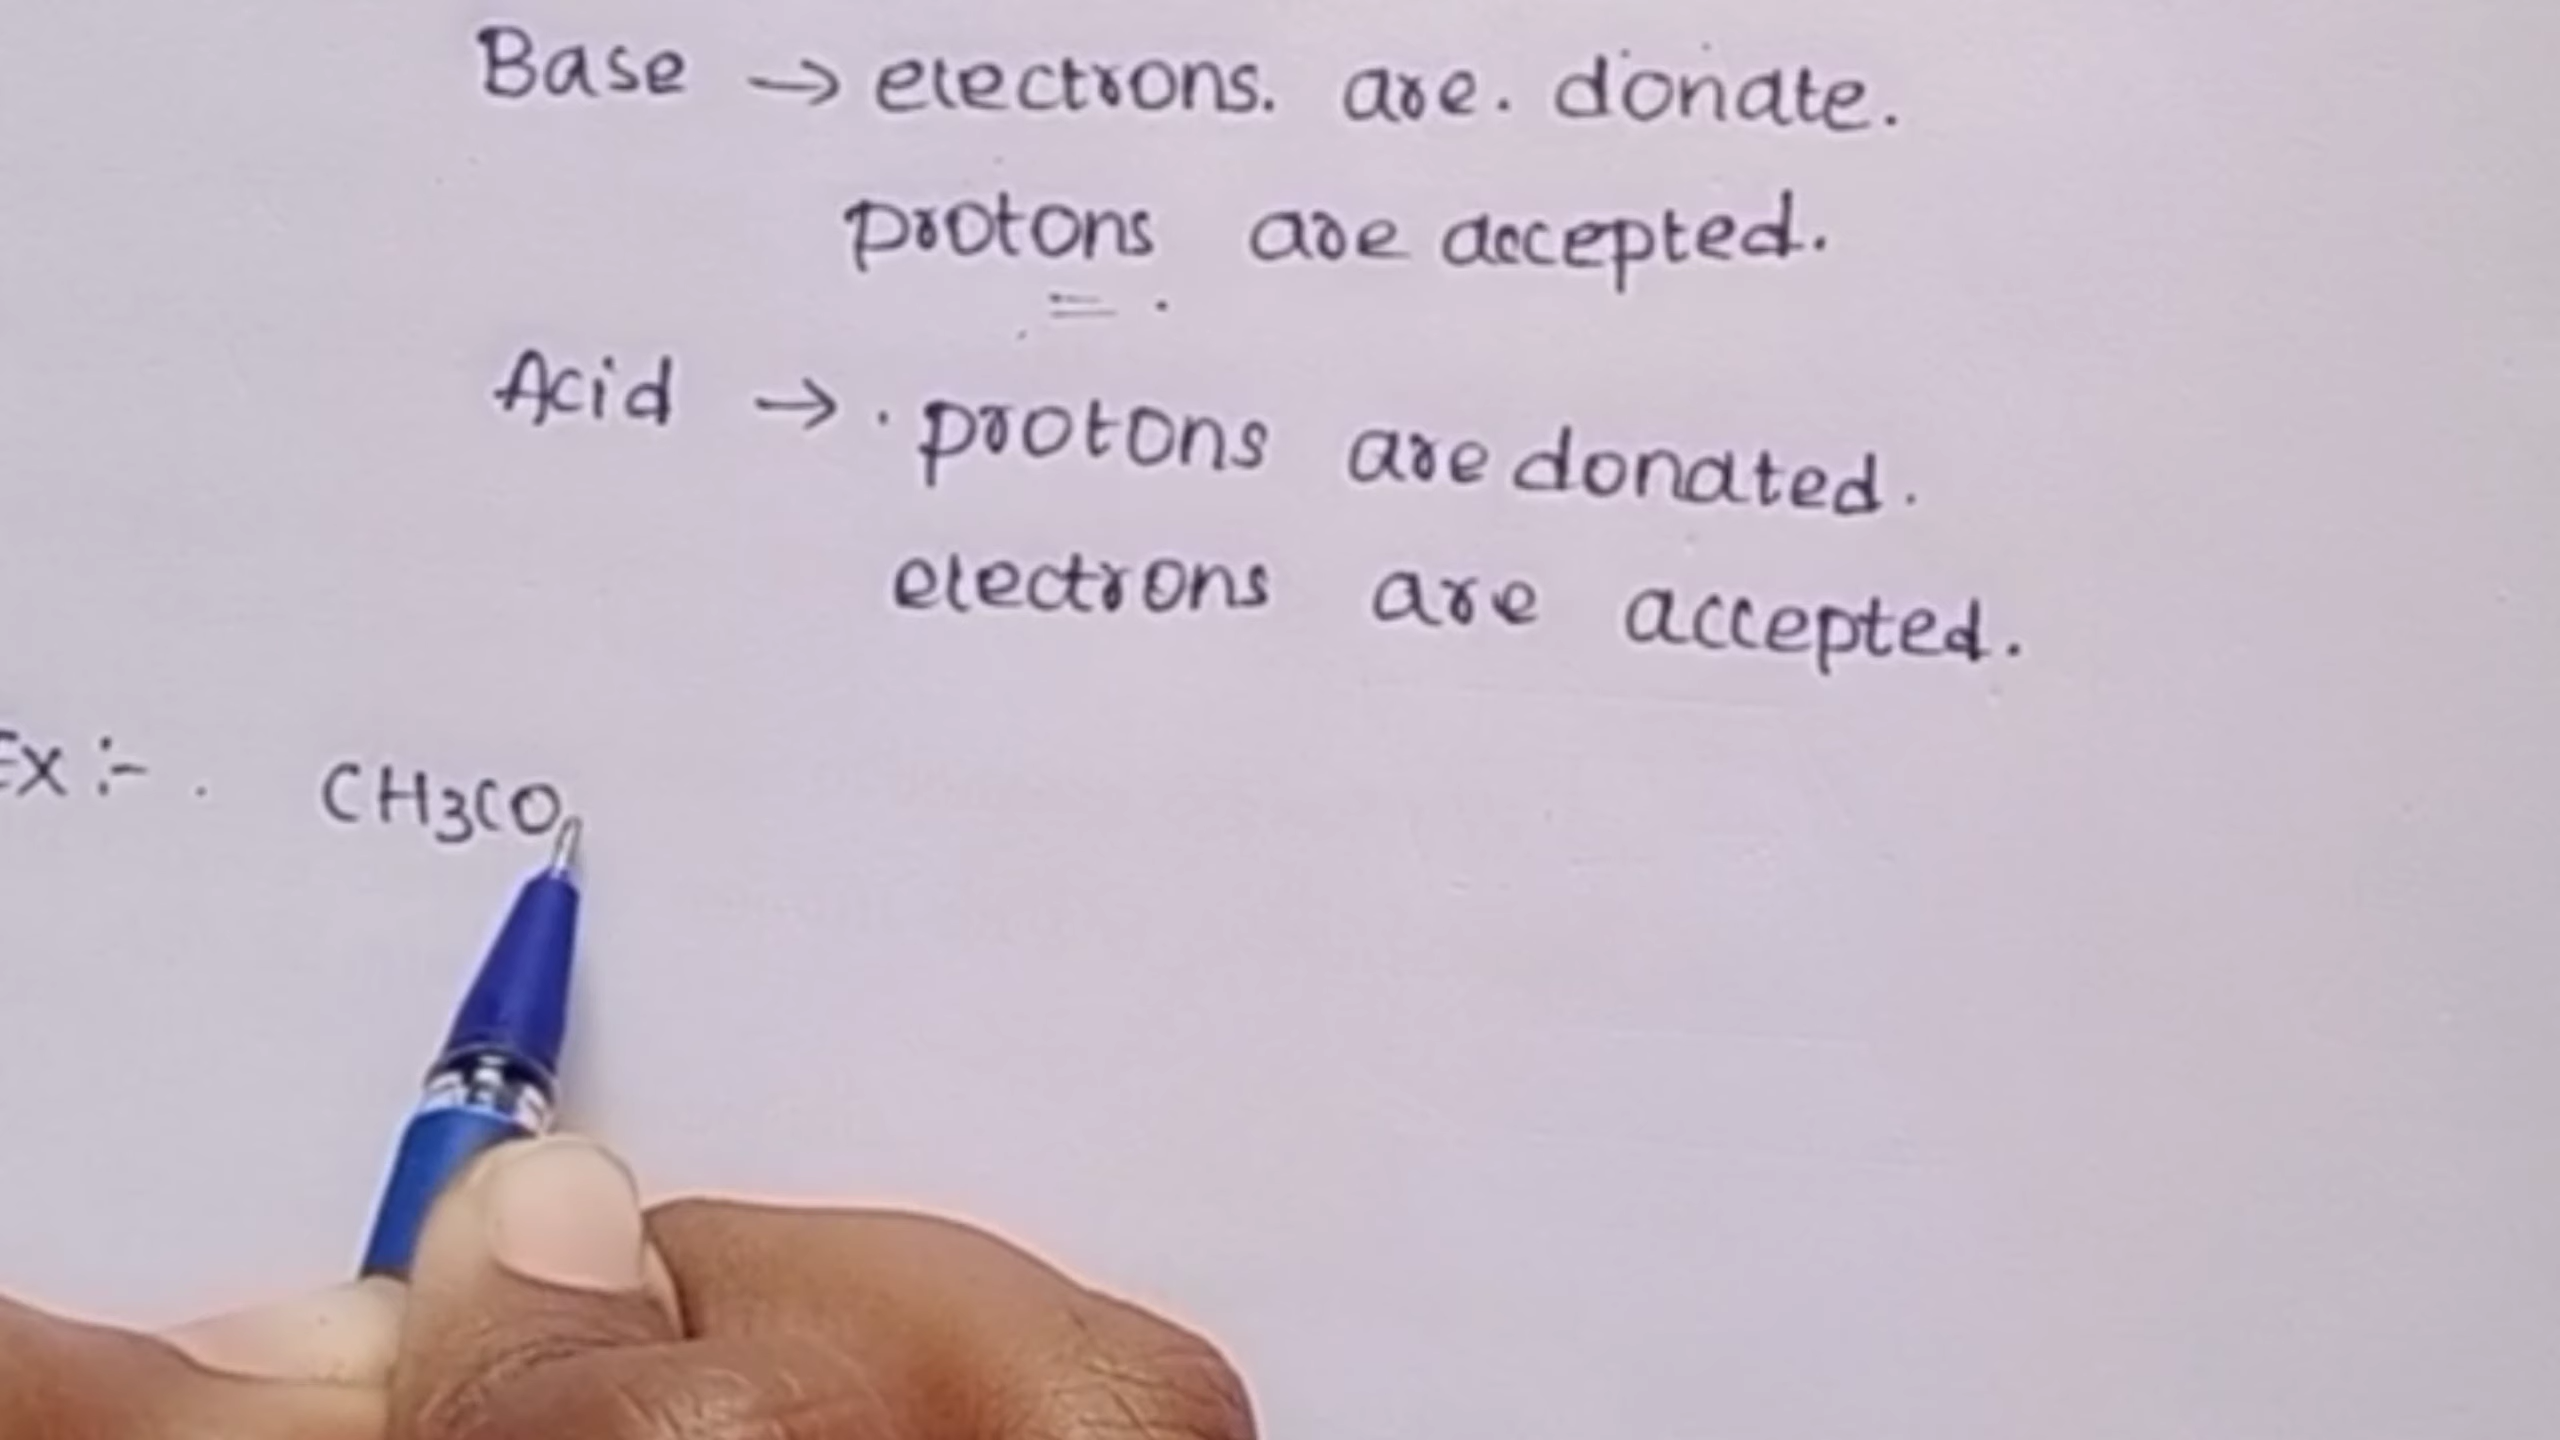 Base → electrons. are. donate.
protons are accepted.
Acid → . protons are donated.
electrons are accepted.
Ex :- . CH3CO